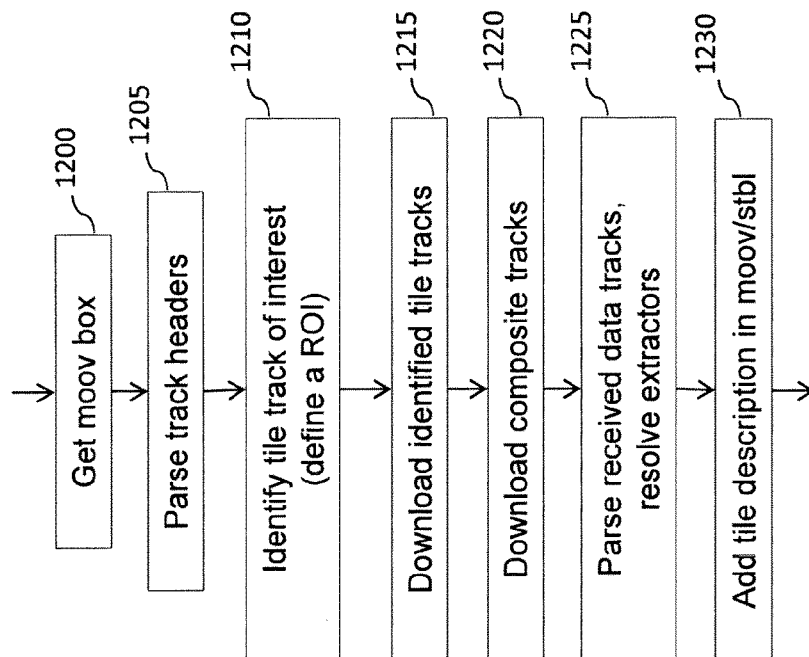 1200
Get moov box
1205
Parse track headers
1210
Identify tile track of interest
(define a ROI)
1215
Download identified tile tracks
1220
Download composite tracks
1225
Parse received data tracks,
resolve extractors
1230
Add tile description in moov/stbl